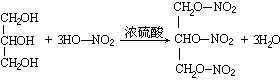 CH₂OH
CHOH + 3HO—NO₂ —浓硫酸→ + 3H₂O
CH₂OH
CH₂O—NO₂
CHO—NO₂
CH₂O—NO₂